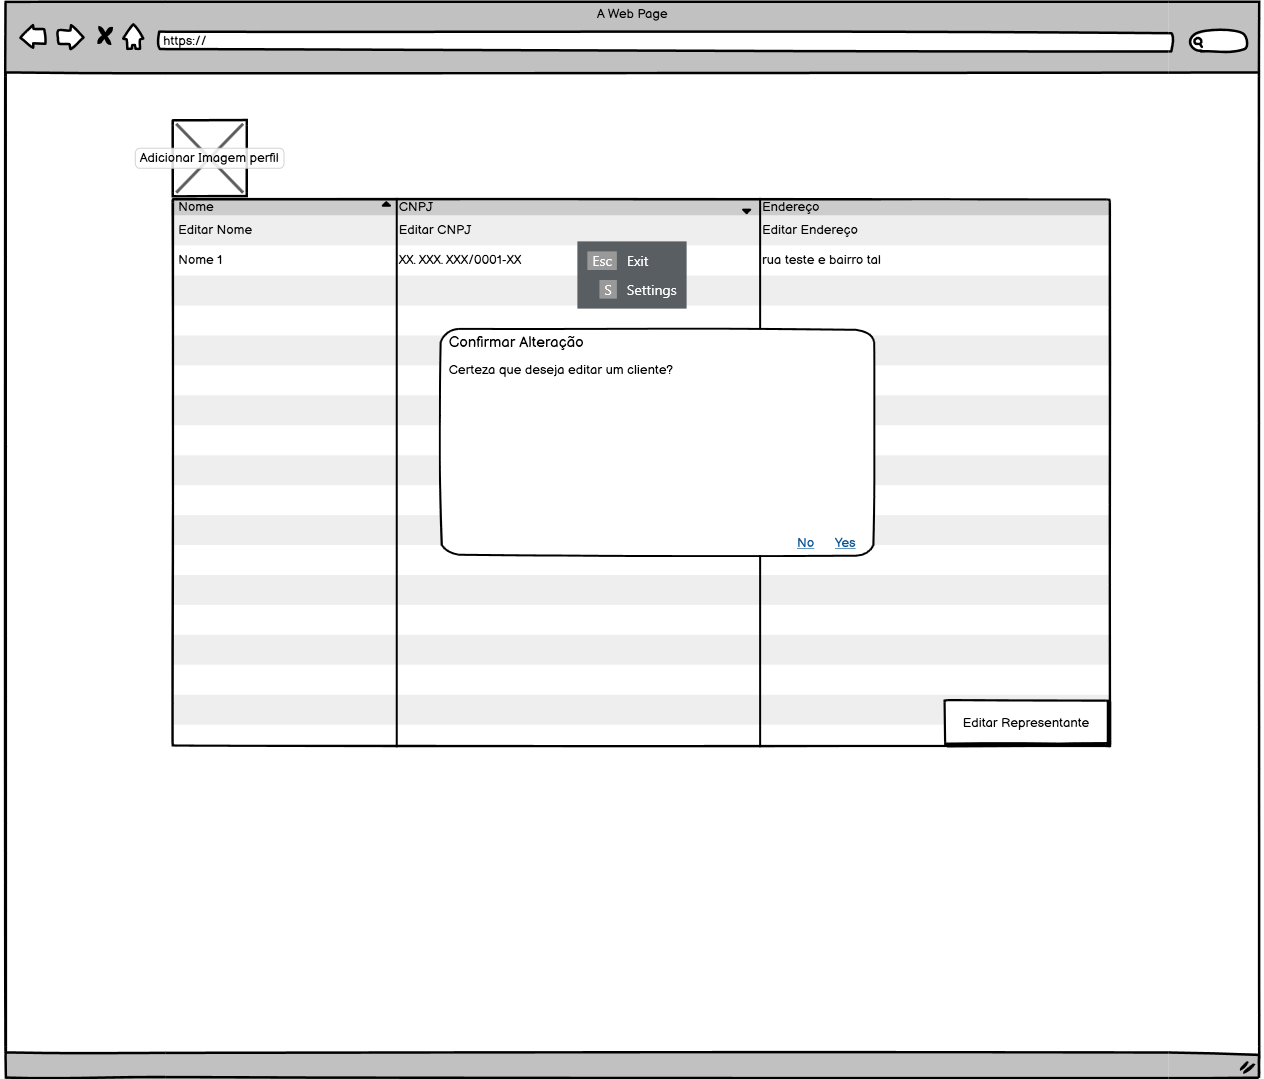 A Web Page
https://
Adicionar Imagem perfil
Nome CNPJ Endereço
Editar Nome Editar CNPJ Editar Endereço
Nome 1 XX. XXX. XXX/0001-XX rua teste e bairro tal
Esc Exit
S Settings
Confirmar Alteração
Certeza que deseja editar um cliente?
No Yes
Editar Representante